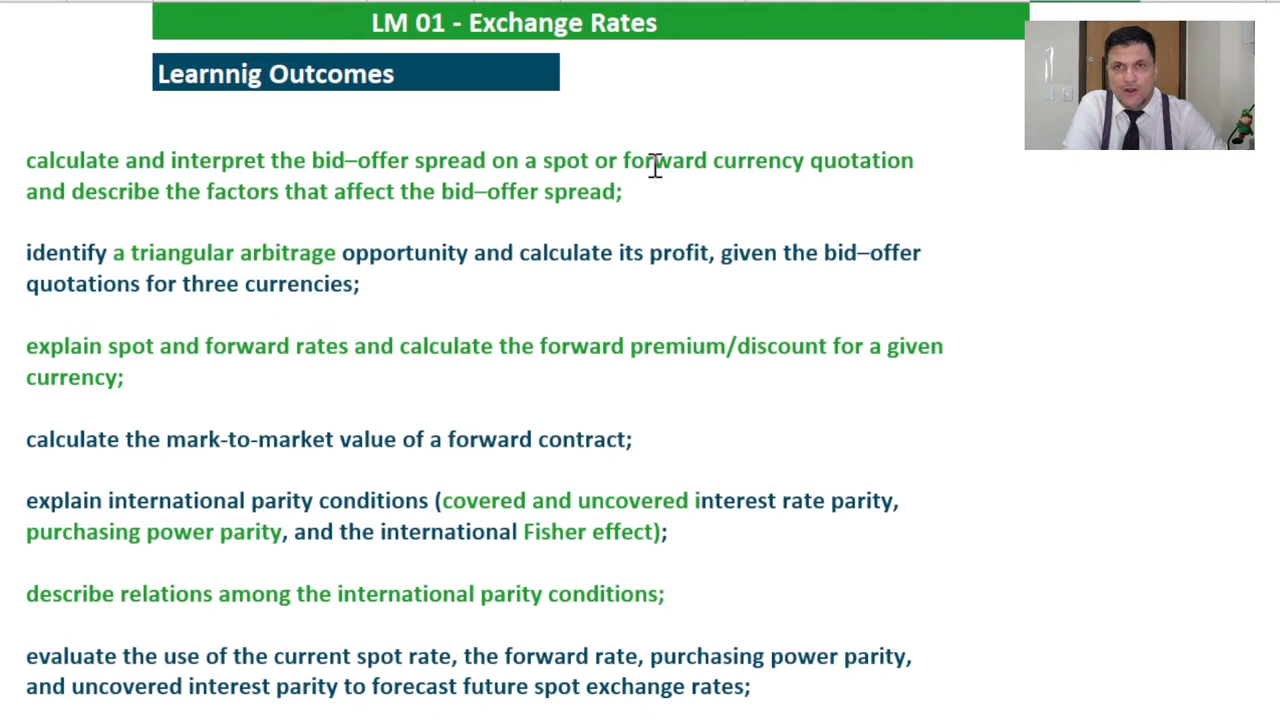 LM 01 - Exchange Rates
Learnnig Outcomes
calculate and interpret the bid–offer spread on a spot or forward currency quotation
and describe the factors that affect the bid–offer spread;
identify a triangular arbitrage opportunity and calculate its profit, given the bid–offer
quotations for three currencies;
explain spot and forward rates and calculate the forward premium/discount for a given
currency;
calculate the mark-to-market value of a forward contract;
explain international parity conditions (covered and uncovered interest rate parity,
purchasing power parity, and the international Fisher effect);
describe relations among the international parity conditions;
evaluate the use of the current spot rate, the forward rate, purchasing power parity,
and uncovered interest parity to forecast future spot exchange rates;